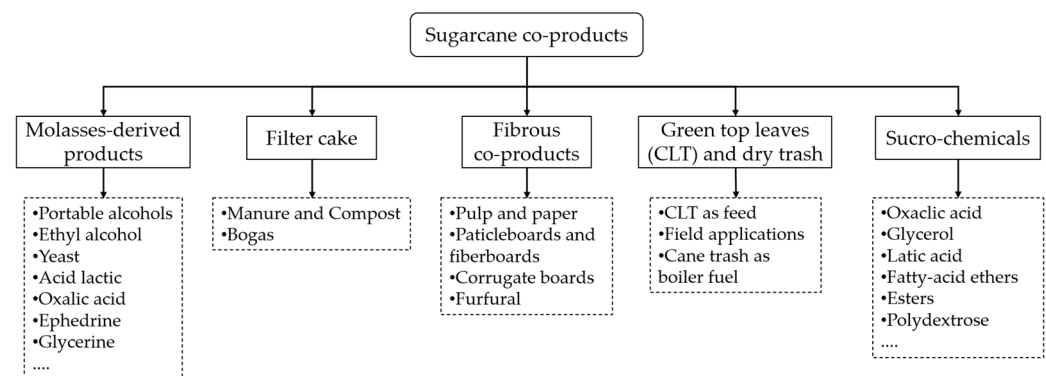 Sugarcane co-products
Molasses-derived
products
Filter cake
Fibrous
co-products
Green top leaves
(CLT) and dry trash
Sucro-chemicals
•Portable alcohols
•Ethyl alcohol
•Yeast
•Acid lactic
•Oxalic acid
•Ephedrine
•Glycerine
....
•Manure and Compost
•Bogas
•Pulp and paper
•Paticleboards and
fiberboards
•Corrugate boards
•Furfural
•CLT as feed
•Field applications
•Cane trash as
boiler fuel
•Oxaclic acid
•Glycerol
•Latic acid
•Fatty-acid ethers
•Esters
•Polydextrose
....